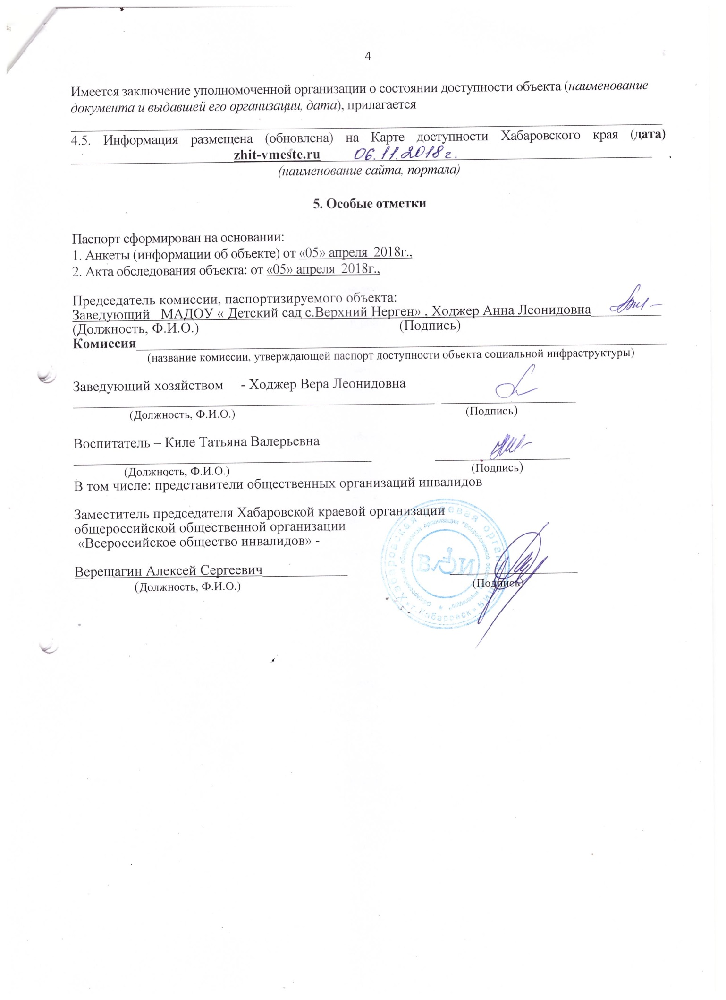 4
Имеется заключение уполномоченной организации о состоянии доступности объекта (наименование
документа и выдавшей его организации, дата), прилагается
4.5. Информация размещена (обновлена) на Карте доступности Хабаровского края (дата)
zhit-vmeste.ru 06.11.2018 г.
(наименование сайта, портала)
5. Особые отметки
Паспорт сформирован на основании:
1. Анкеты (информации об объекте) от «05» апреля 2018г.,
2. Акта обследования объекта: от «05» апреля 2018г.,
Председатель комиссии, паспортизируемого объекта:
Заведующий МАДОУ « Детский сад с.Верхний Нерген» , Ходжер Анна Леонидовна
(Должность, Ф.И.О.) (Подпись)
Комиссия
(название комиссии, утверждающей паспорт доступности объекта социальной инфраструктуры)
Заведующий хозяйством - Ходжер Вера Леонидовна
(Должность, Ф.И.О.) (Подпись)
Воспитатель – Киле Татьяна Валерьевна
(Должность, Ф.И.О.) (Подпись)
В том числе: представители общественных организаций инвалидов
Заместитель председателя Хабаровской краевой организации
общероссийской общественной организации
«Всероссийское общество инвалидов» -
Верещагин Алексей Сергеевич
(Должность, Ф.И.О.) (Подпись)
Хабаровская краевая организация
* г. Хабаровск *
Общероссийской общественной организации "Всероссийское общество инвалидов" *
ВОИ